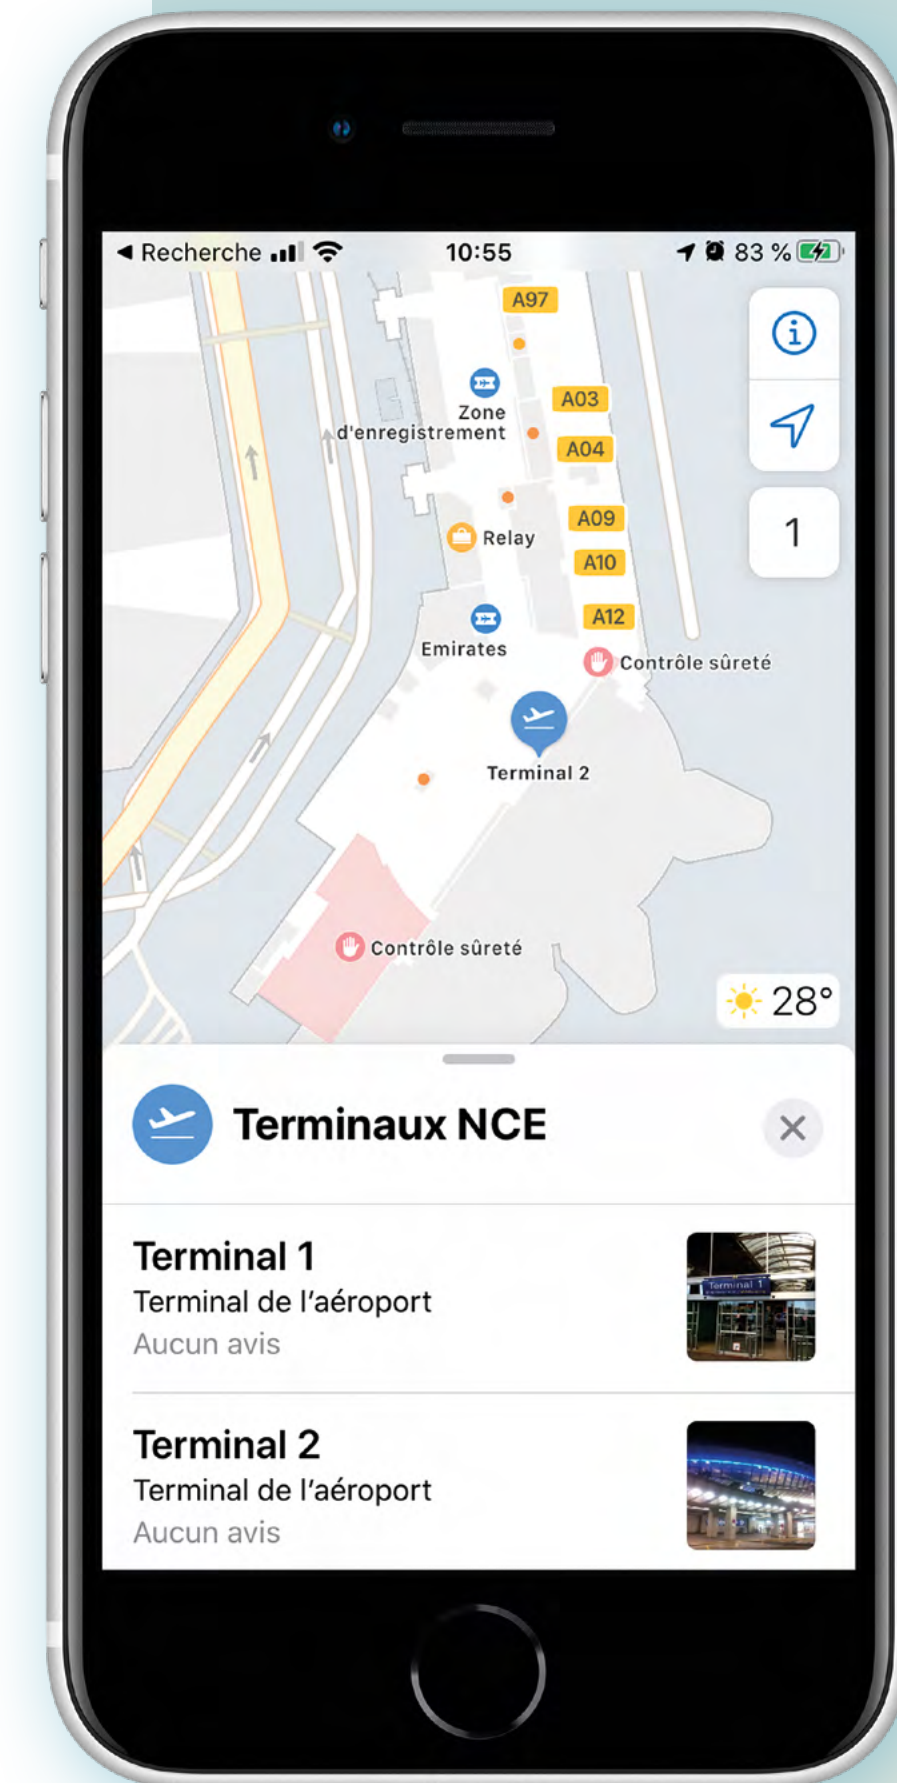 ◀ Recherche
10:55
83 %
A97
Zone
d'enregistrement
A03
A04
1
A09
Relay
A10
A12
Emirates
Contrôle sûreté
Terminal 2
Contrôle sûreté
28°
Terminaux NCE
Terminal 1
Terminal de l'aéroport
Aucun avis
Terminal 1
Terminal 2
Terminal de l'aéroport
Aucun avis